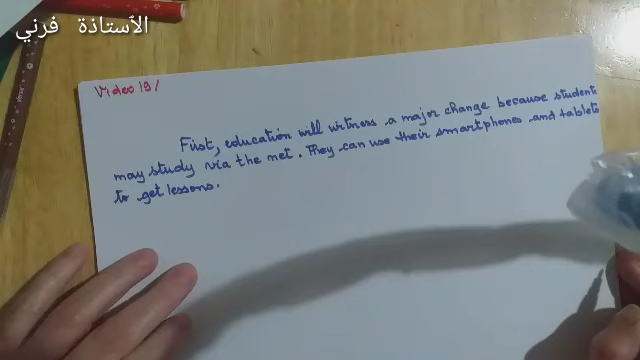 الأستاذة فرني
Video 19/
First, education will witness a major change because students
may study via the net. They can use their smartphones and tablets
to get lessons.